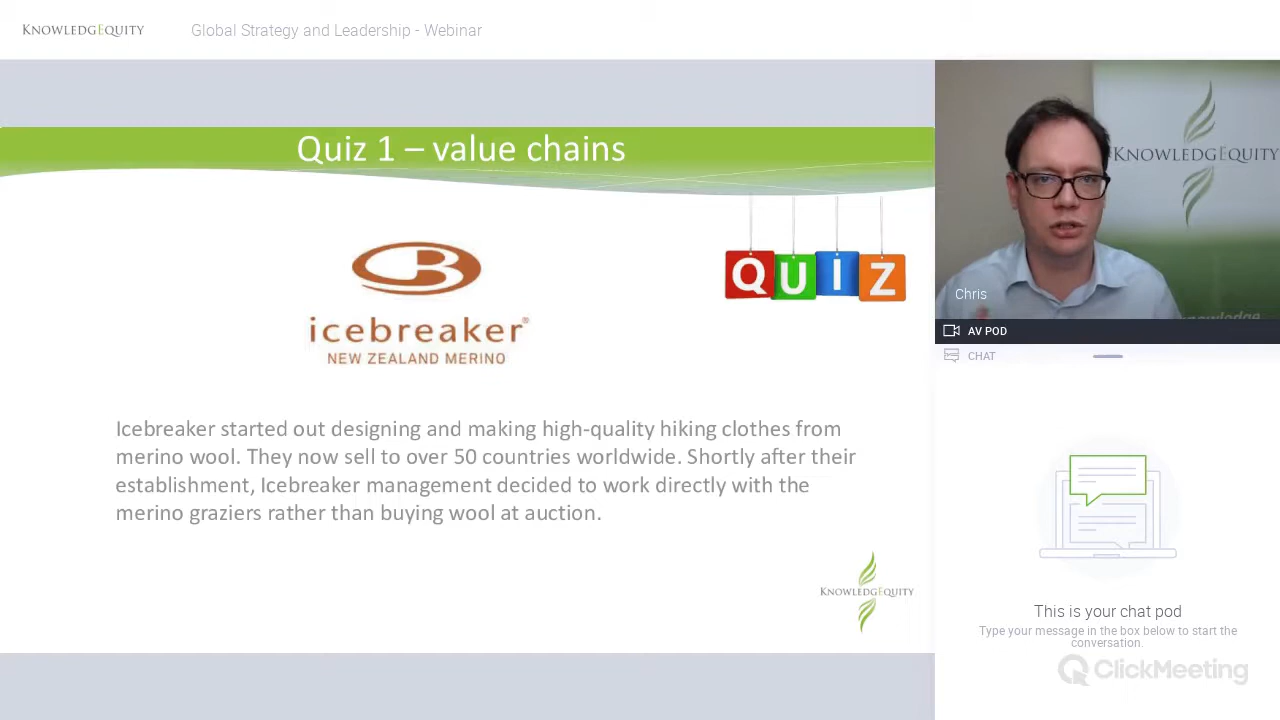 KNOWLEDGEQUITY
Global Strategy and Leadership - Webinar
Quiz 1 – value chains
QUIZ
icebreaker®
NEW ZEALAND MERINO
Icebreaker started out designing and making high-quality hiking clothes from
merino wool. They now sell to over 50 countries worldwide. Shortly after their
establishment, Icebreaker management decided to work directly with the
merino graziers rather than buying wool at auction.
KNOWLEDGEQUITY
KNOWLEDGEQUITY
knowledge
Chris
AV POD
CHAT
This is your chat pod
Type your message in the box below to start the
conversation.
ClickMeeting